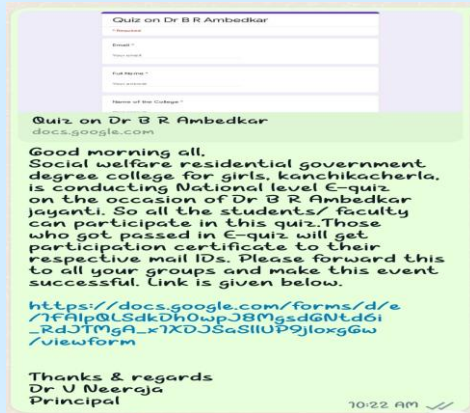 Quiz on Dr B R Ambedkar
* Required
Email *
Your email
Full Name *
Your answer
Name of the College *
Quiz on Dr B R Ambedkar
docs.google.com
Good morning all,
Social welfare residential government
degree college for girls, kanchikacherla,
is conducting National level E-quiz
on the occasion of Dr B R Ambedkar
jayanti. So all the students/ faculty
can participate in this quiz.Those
who got passed in E-quiz will get
participation certificate to their
respective mail IDs. Please forward this
to all your groups and make this event
successful. Link is given below.
https://docs.google.com/forms/d/e
/1FAIpQLSdkDhOwpJ8MgsdGNtd6i
_RdJTMgA_x1XDJSaSIIUP9jloxgGw
/viewform
Thanks & regards
Dr U Neeraja
Principal
10:22 AM